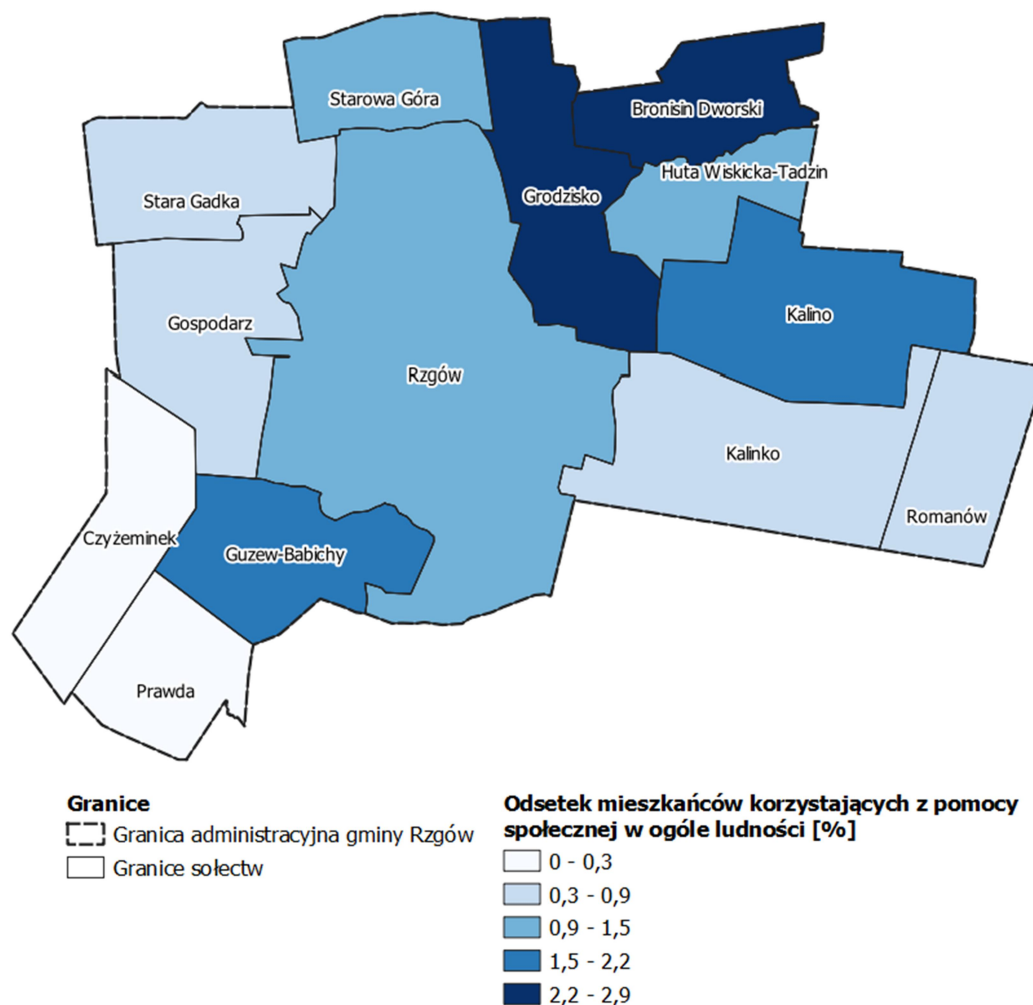 Starowa Góra
Bronisin Dworski
Huta Wiskicka-Tadzin
Stara Gadka
Grodzisko
Gospodarz
Kalino
Rzgów
Kalinko
Romanów
Czyżeminek
Guzew-Babichy
Prawda
Granice
Granica administracyjna gminy Rzgów
Granice sołectw
Odsetek mieszkańców korzystających z pomocy
społecznej w ogóle ludności [%]
0 - 0,3
0,3 - 0,9
0,9 - 1,5
1,5 - 2,2
2,2 - 2,9